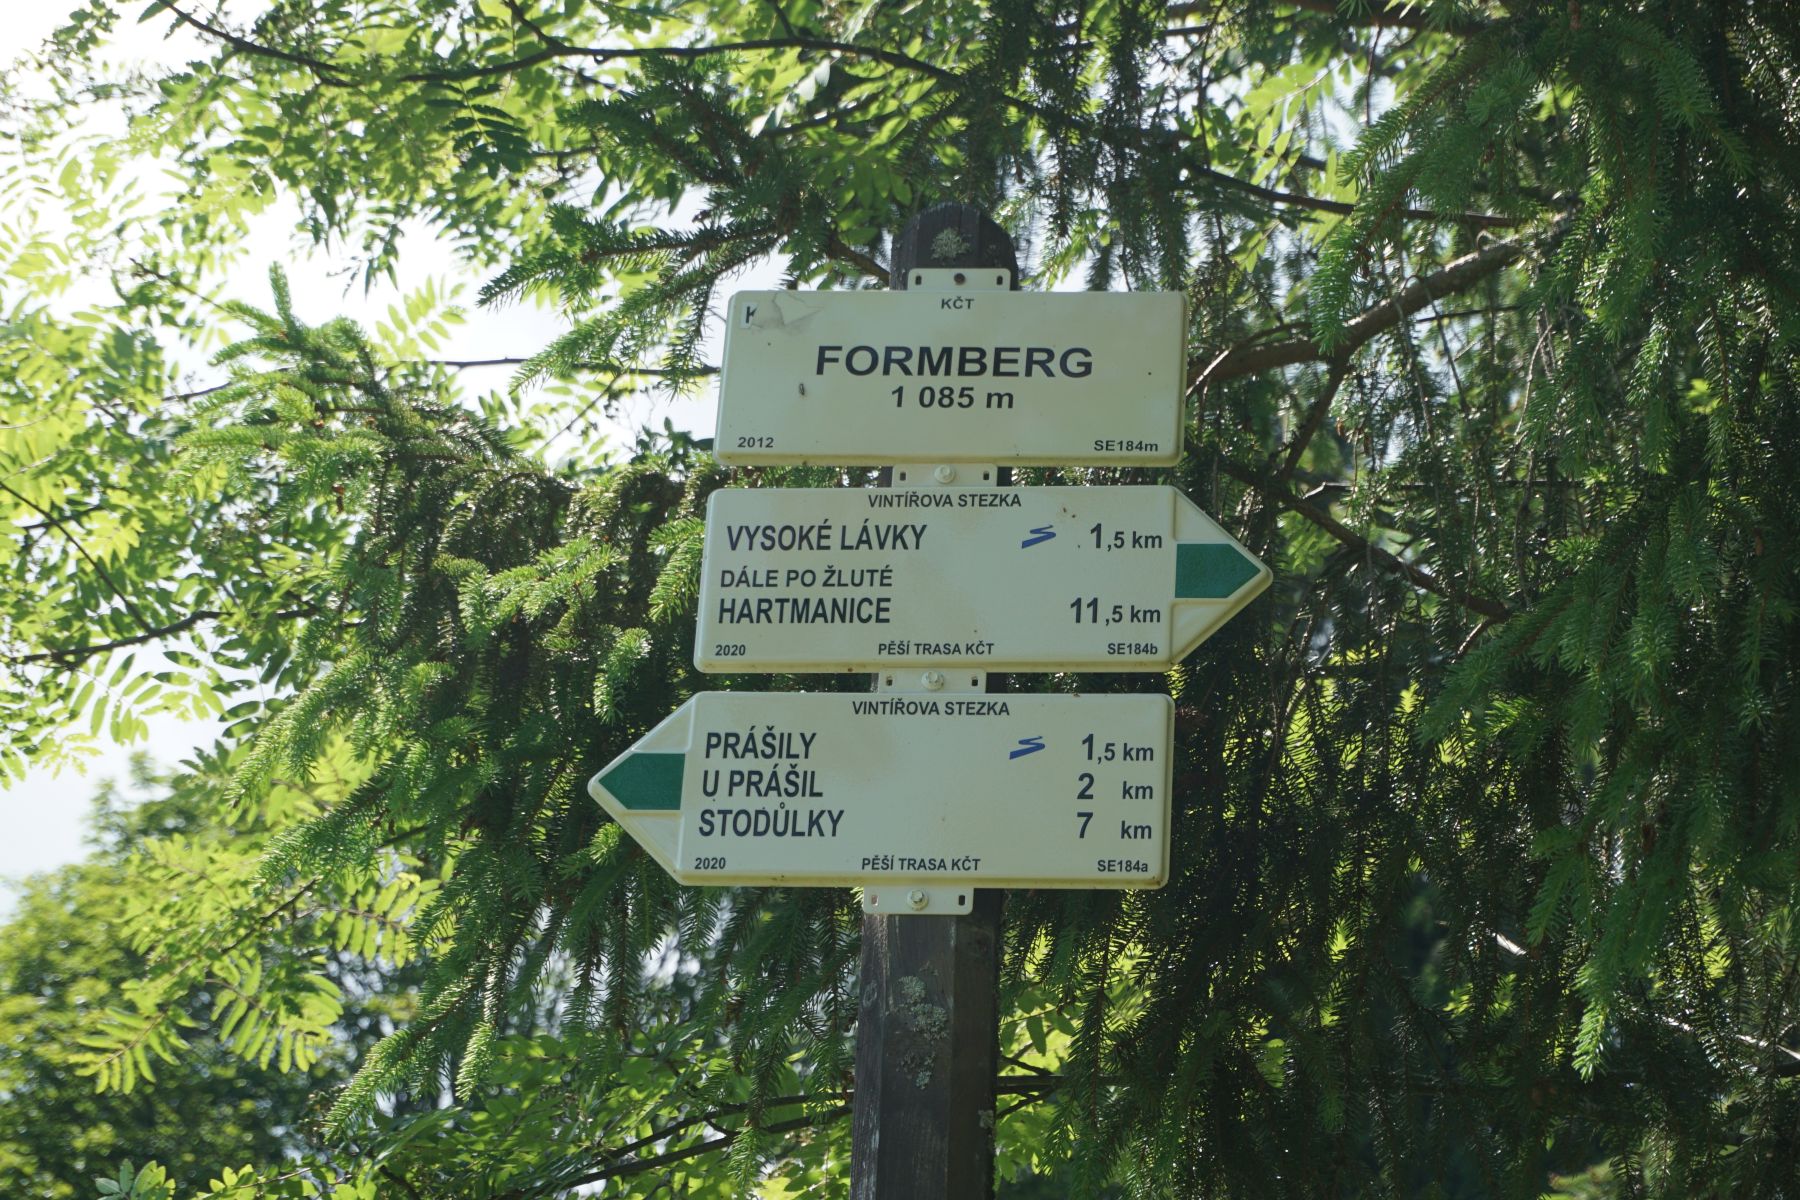 KČT
FORMBERG
1 085 m
2012 SE184m
VINTÍŘOVA STEZKA
VYSOKÉ LÁVKY 1,5 km
DÁLE PO ŽLUTÉ
HARTMANICE 11,5 km
2020 PĚŠÍ TRASA KČT SE184b
VINTÍŘOVA STEZKA
PRÁŠILY 1,5 km
U PRÁŠIL 2 km
STODŮLKY 7 km
2020 PĚŠÍ TRASA KČT SE184a